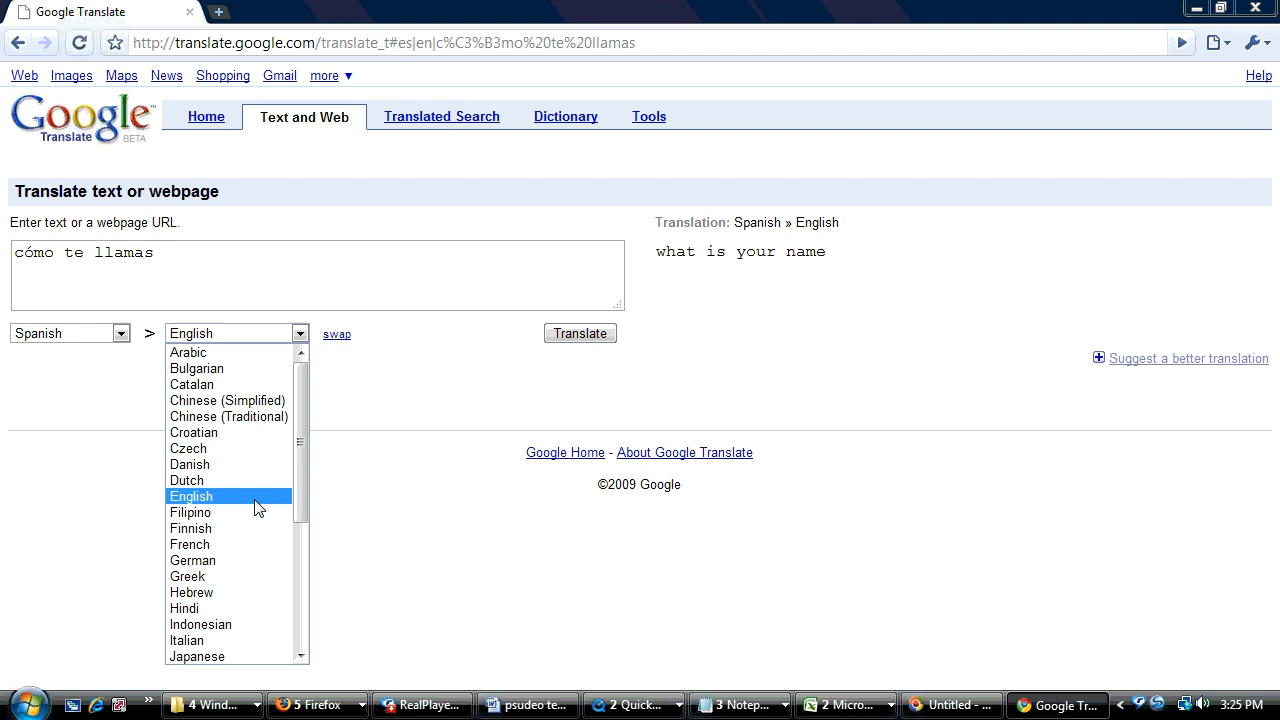 Google Translate
http://translate.google.com/translate_t#es|en|c%C3%B3mo%20te%20llamas
Web Images Maps News Shopping Gmail more ▼ Help
Google™
Translate BETA
Home Text and Web Translated Search Dictionary Tools
Translate text or webpage
Enter text or a webpage URL.
Translation: Spanish » English
cómo te llamas
what is your name
Spanish > English swap Translate
Suggest a better translation
Arabic
Bulgarian
Catalan
Chinese (Simplified)
Chinese (Traditional)
Croatian
Czech
Danish
Dutch
English
Filipino
Finnish
French
German
Greek
Hebrew
Hindi
Indonesian
Italian
Japanese
Google Home - About Google Translate
©2009 Google
4 Wind... 5 Firefox RealPlaye... psudeo te... 2 Quick... 3 Notep... 2 Micro... Untitled - ... Google Tr... 3:25 PM